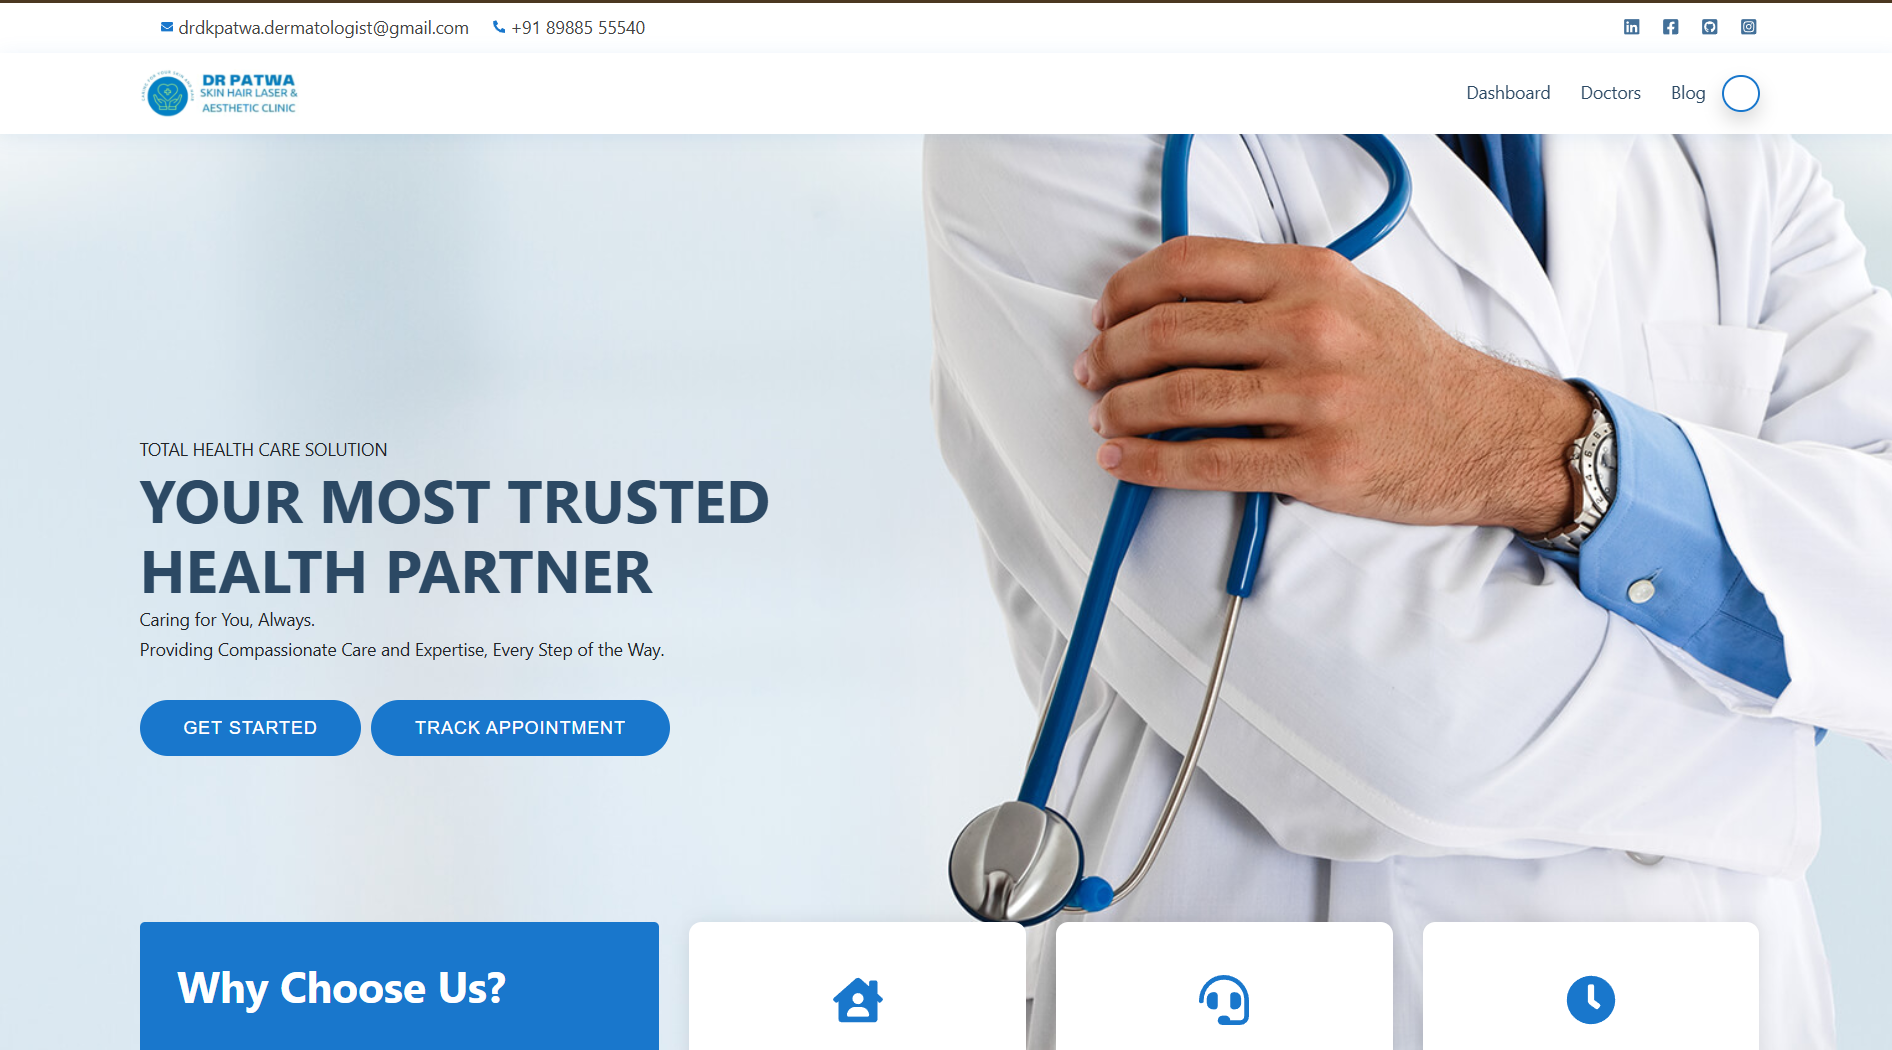 drdkpatwa.dermatologist@gmail.com +91 89885 55540
DR PATWA
SKIN HAIR LASER &
AESTHETIC CLINIC
Dashboard Doctors Blog
TOTAL HEALTH CARE SOLUTION
YOUR MOST TRUSTED
HEALTH PARTNER
Caring for You, Always.
Providing Compassionate Care and Expertise, Every Step of the Way.
GET STARTED TRACK APPOINTMENT
Why Choose Us?